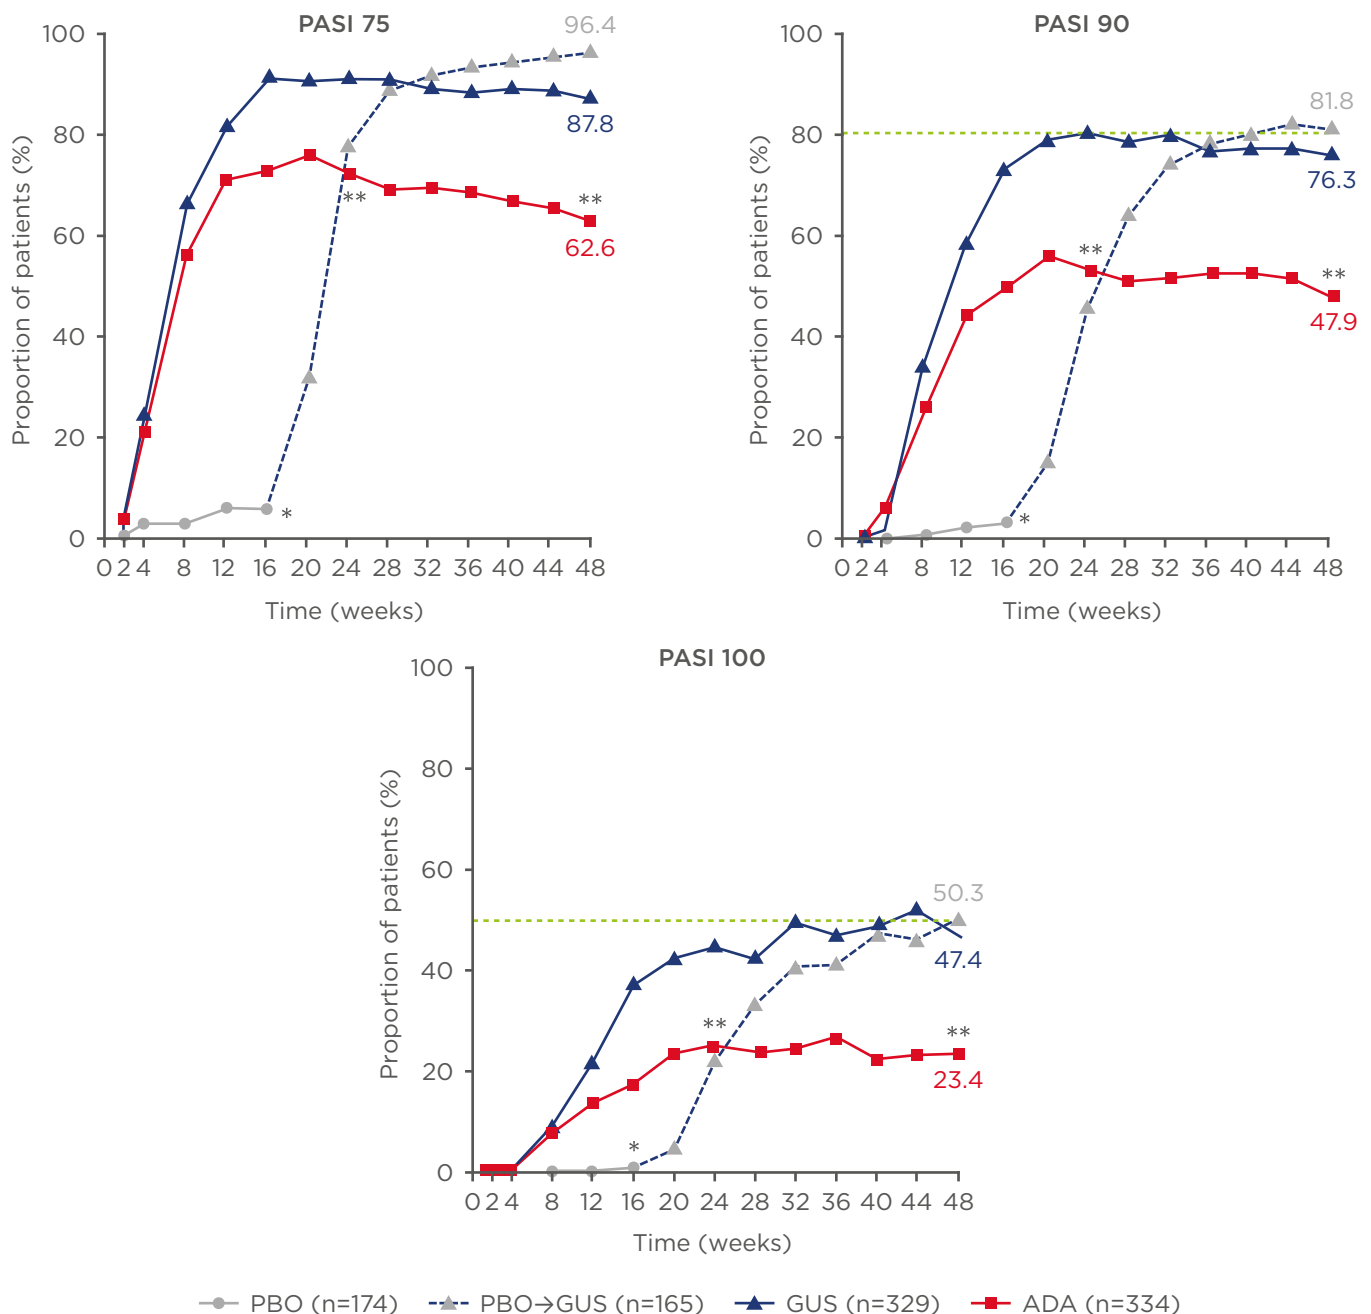 PASI 75
96.4
100
80
60
40
20
0
87.8
**
**
62.6
*
0 2 4 8 12 16 20 24 28 32 36 40 44 48
Time (weeks)
Proportion of patients (%)
PASI 90
81.8
100
80
60
40
20
0
76.3
**
**
47.9
*
0 2 4 8 12 16 20 24 28 32 36 40 44 48
Time (weeks)
Proportion of patients (%)
PASI 100
100
80
60
40
20
0
50.3
47.4
**
**
23.4
*
0 2 4 8 12 16 20 24 28 32 36 40 44 48
Time (weeks)
Proportion of patients (%)
PBO (n=174) PBO→GUS (n=165) GUS (n=329) ADA (n=334)